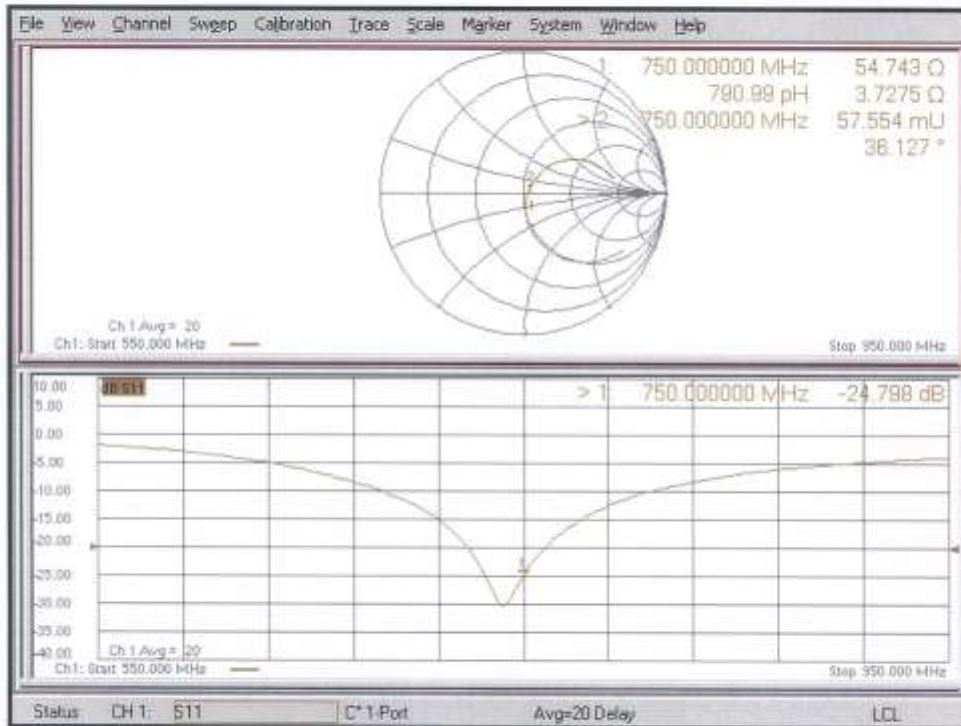 File View Channel Sweep Calibration Trace Scale Marker System Window Help
1: 750.000000 MHz 54.743 Ω
790.99 pH 3.7275 Ω
> 2 750.000000 MHz 57.554 mU
36.127 °
2
1
Ch 1 Avg = 20
Ch1: Start 550.000 MHz
Stop 950.000 MHz
10.00
dB S11
> 1 750.000000 MHz -24.798 dB
5.00
0.00
-5.00
-10.00
-15.00
-20.00
-25.00
1
-30.00
-35.00
-40.00
Ch 1 Avg = 20
Ch1: Start 550.000 MHz
Stop 950.000 MHz
Status CH 1: S11 C* 1-Port Avg=20 Delay LCL